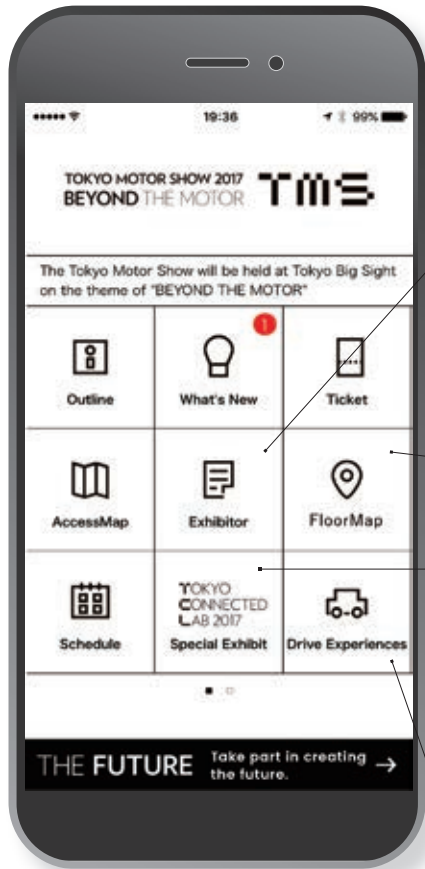 19:36
99%
TOKYO MOTOR SHOW 2017
BEYOND THE MOTOR
TMS
The Tokyo Motor Show will be held at Tokyo Big Sight
on the theme of "BEYOND THE MOTOR"
1
Outline
What's New
Ticket
AccessMap
Exhibitor
FloorMap
Schedule
TOKYO
CONNECTED
LAB 2017
Special Exhibit
Drive Experiences
THE FUTURE
Take part in creating
the future.